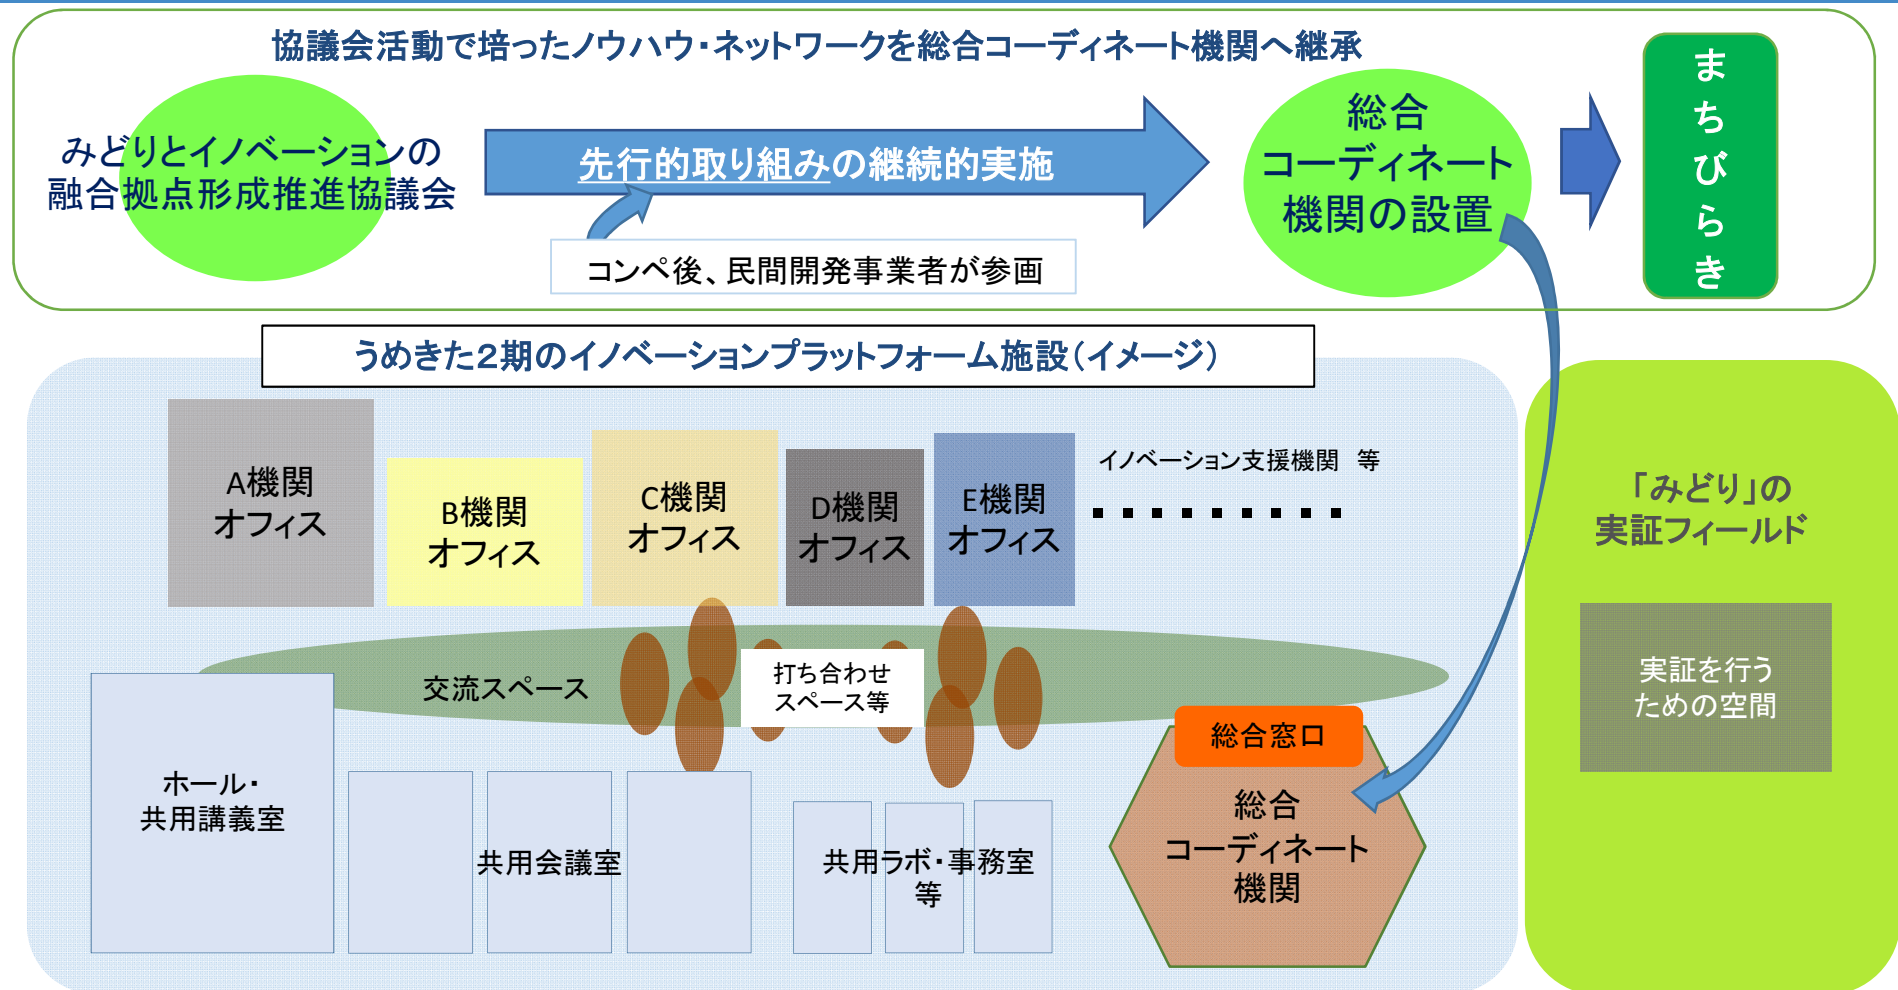 協議会活動で培ったノウハウ・ネットワークを総合コーディネート機関へ継承
みどりとイノベーションの
融合拠点形成推進協議会
先行的取り組みの継続的実施
コンペ後、民間開発事業者が参画
総合
コーディネート
機関の設置
まちびらき
うめきた2期のイノベーションプラットフォーム施設(イメージ)
A機関
オフィス
B機関
オフィス
C機関
オフィス
D機関
オフィス
E機関
オフィス
イノベーション支援機関 等
「みどり」の
実証フィールド
実証を行う
ための空間
交流スペース
打ち合わせ
スペース等
ホール・
共用講義室
共用会議室
共用ラボ・事務室
等
総合窓口
総合
コーディネート
機関